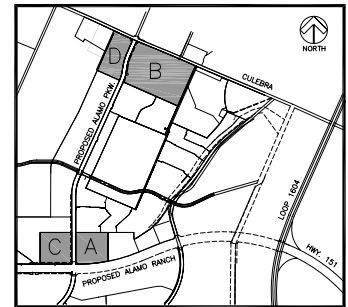 NORTH
CULEBRA
D
B
PROPOSED ALAMO PKWY.
LOOP 1604
HWY. 151
C
A
PROPOSED ALAMO RANCH